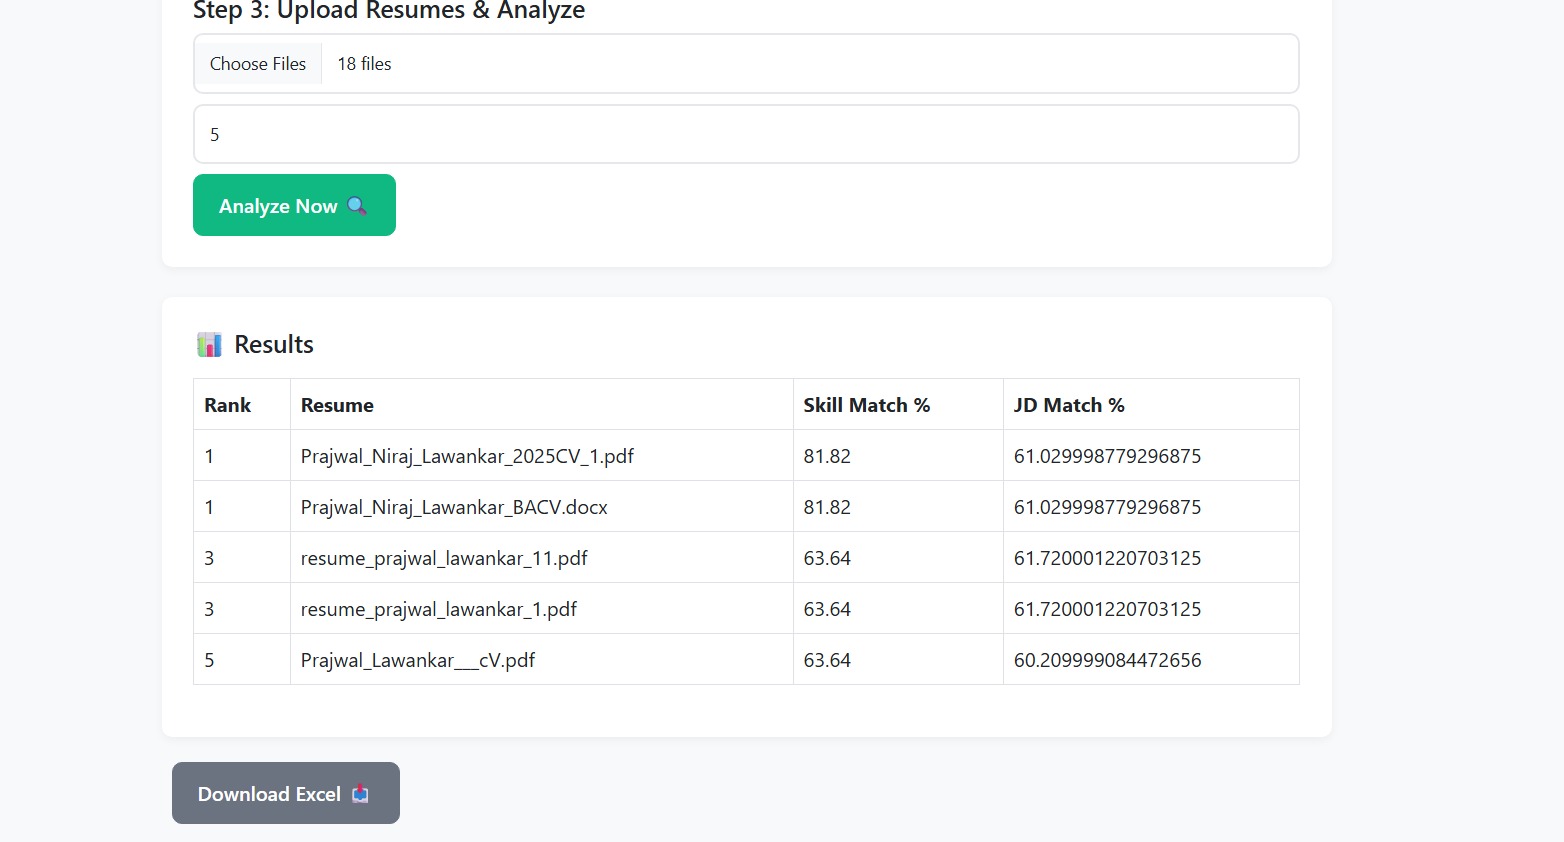 Step 3: Upload Resumes & Analyze
Choose Files 18 files
5
Analyze Now
Results
Rank Resume Skill Match % JD Match %
1 Prajwal_Niraj_Lawankar_2025CV_1.pdf 81.82 61.029998779296875
1 Prajwal_Niraj_Lawankar_BACV.docx 81.82 61.029998779296875
3 resume_prajwal_lawankar_11.pdf 63.64 61.720001220703125
3 resume_prajwal_lawankar_1.pdf 63.64 61.720001220703125
5 Prajwal_Lawankar___cV.pdf 63.64 60.209999084472656
Download Excel